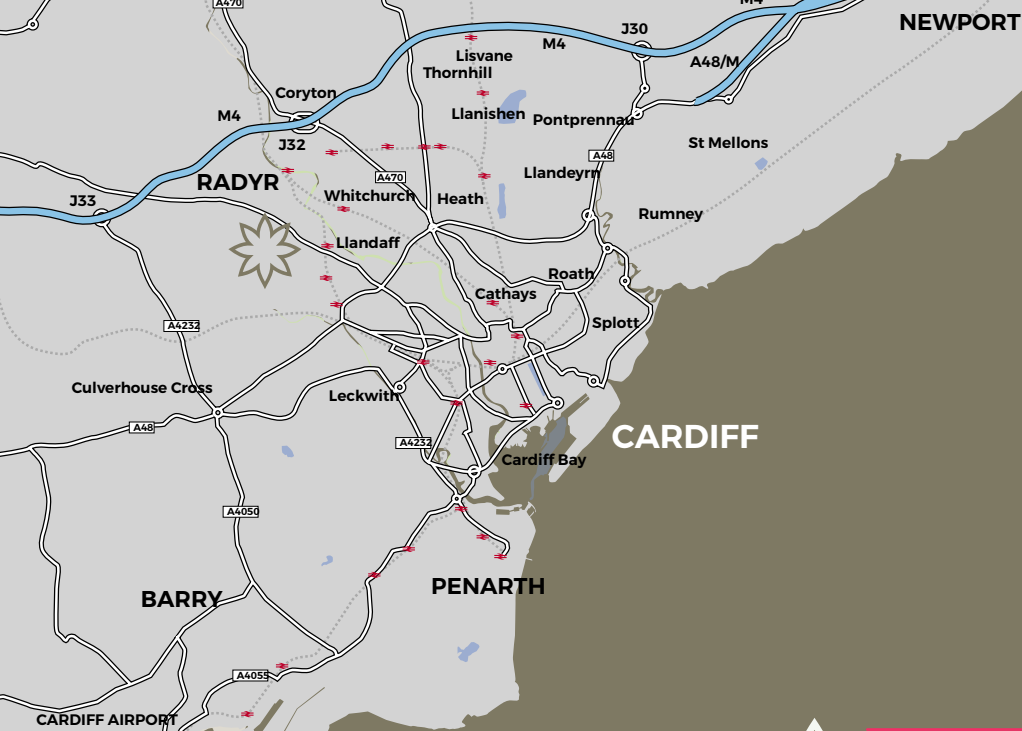 A470
M4
NEWPORT
J30
M4
Lisvane
A48/M
Thornhill
Coryton
Llanishen
M4
Pontprennau
St Mellons
J32
A48
Llandeyrn
A470
RADYR
Whitchurch
Heath
J33
Rumney
Llandaff
Roath
Cathays
A4232
Splott
Culverhouse Cross
Leckwith
A48
CARDIFF
A4232
Cardiff Bay
A4050
PENARTH
BARRY
A4055
CARDIFF AIRPORT